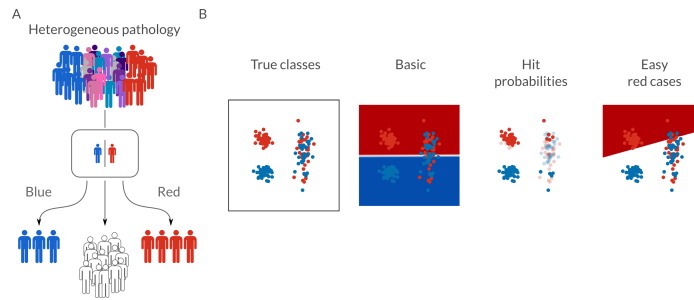 A
Heterogeneous pathology
Blue
Red
B
True classes
Basic
Hit
probabilities
Easy
red cases